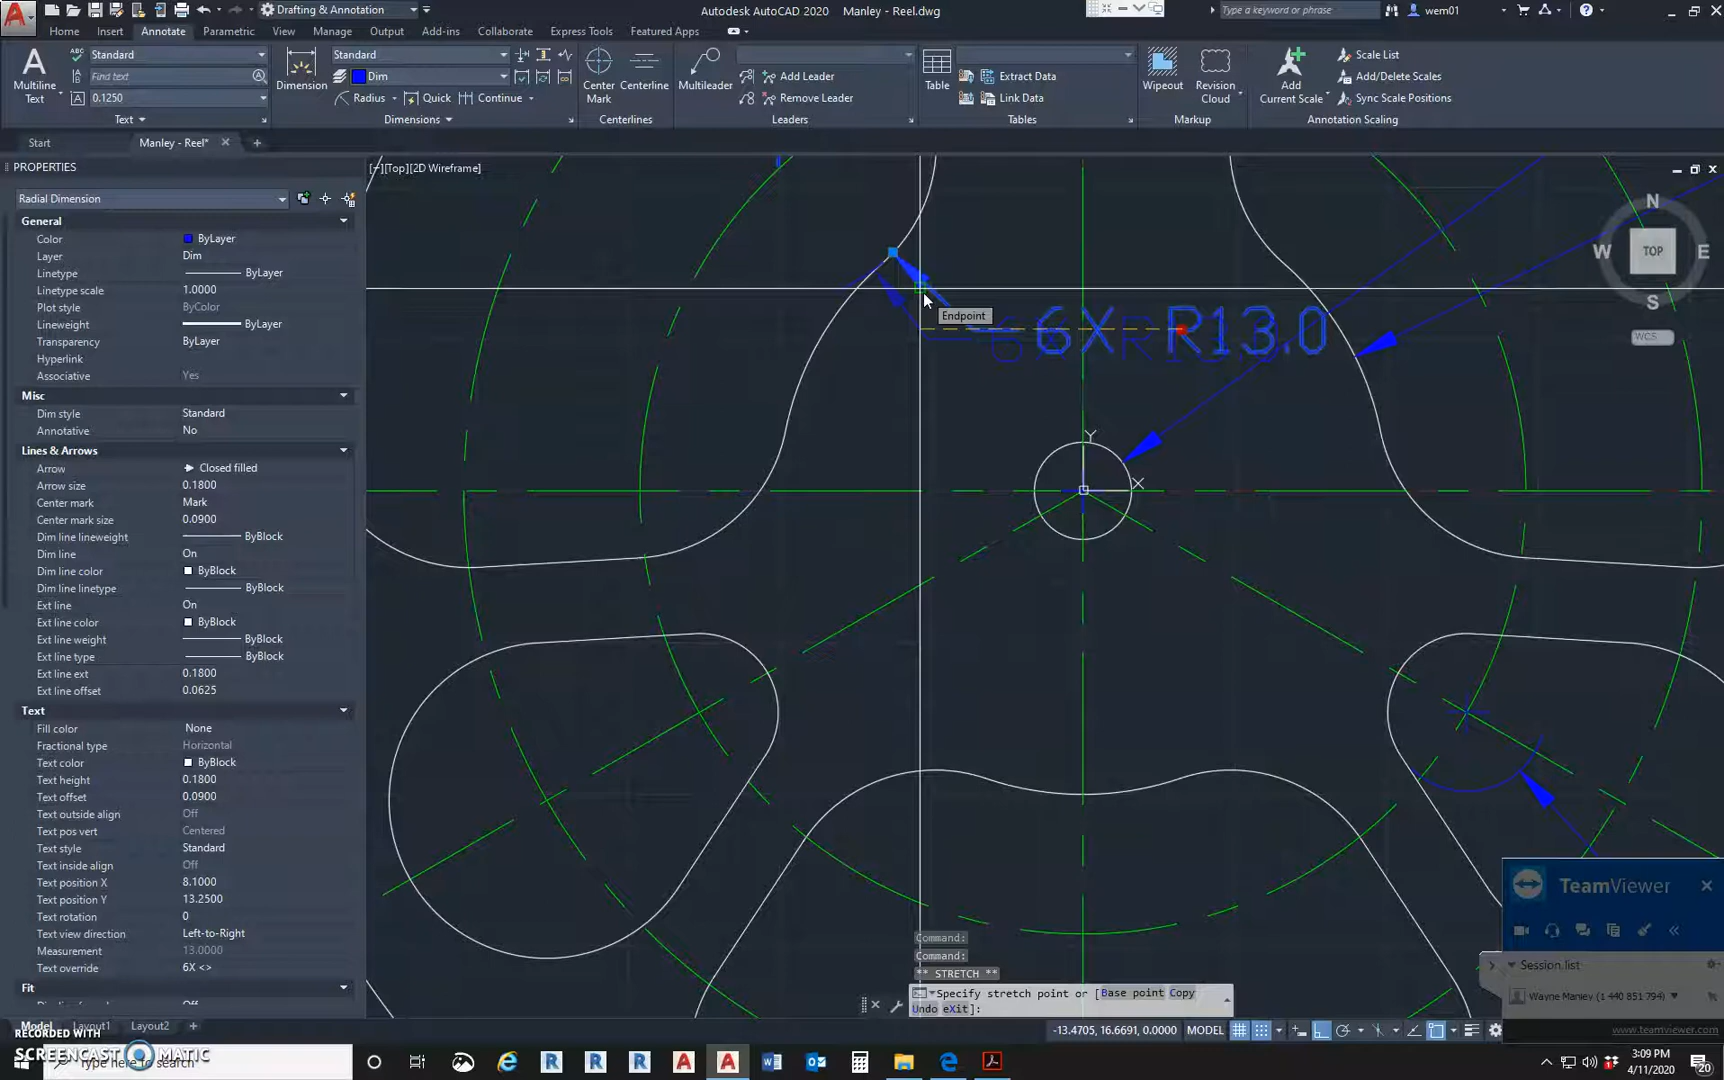 Drafting & Annotation
Autodesk AutoCAD 2020 Manley - Reel.dwg
Type a keyword or phrase
wem01
Home Insert Annotate Parametric View Manage Output Add-ins Collaborate Express Tools Featured Apps
Standard
Find text
0.1250
Multiline
Text
Text
Dimension
Standard
Dim
Radius Quick Continue
Dimensions
Center
Mark
Centerline
Centerlines
Multileader
Add Leader
Remove Leader
Leaders
Table
Extract Data
Link Data
Tables
Wipeout
Revision
Cloud
Markup
Add
Current Scale
Scale List
Add/Delete Scales
Sync Scale Positions
Annotation Scaling
Start Manley - Reel*
PROPERTIES
[−][Top][2D Wireframe]
Radial Dimension
General
Color ByLayer
Layer Dim
Linetype ByLayer
Linetype scale 1.0000
Plot style ByColor
Lineweight ByLayer
Transparency ByLayer
Hyperlink
Associative Yes
Misc
Dim style Standard
Annotative No
Lines & Arrows
Arrow Closed filled
Arrow size 0.1800
Center mark Mark
Center mark size 0.0900
Dim line lineweight ByBlock
Dim line On
Dim line color ByBlock
Dim line linetype ByBlock
Ext line On
Ext line color ByBlock
Ext line weight ByBlock
Ext line type ByBlock
Ext line ext 0.1800
Ext line offset 0.0625
Text
Fill color None
Fractional type Horizontal
Text color ByBlock
Text height 0.1800
Text offset 0.0900
Text outside align Off
Text pos vert Centered
Text style Standard
Text inside align Off
Text position X 8.1000
Text position Y 13.2500
Text rotation 0
Text view direction Left-to-Right
Measurement 13.0000
Text override 6X <>
Fit
N
W TOP E
S
WCS
Endpoint
6X R13.0
Y
X
Command:
Command:
** STRETCH **
Specify stretch point or [Base point Copy
Undo eXit]:
TeamViewer
Session list
Wayne Manley (1 440 851 794)
www.teamviewer.com
Model Layout1 Layout2
-13.4705, 16.6691, 0.0000 MODEL
RECORDED WITH
SCREENCAST MATIC
Type here to search
3:09 PM
4/11/2020
20